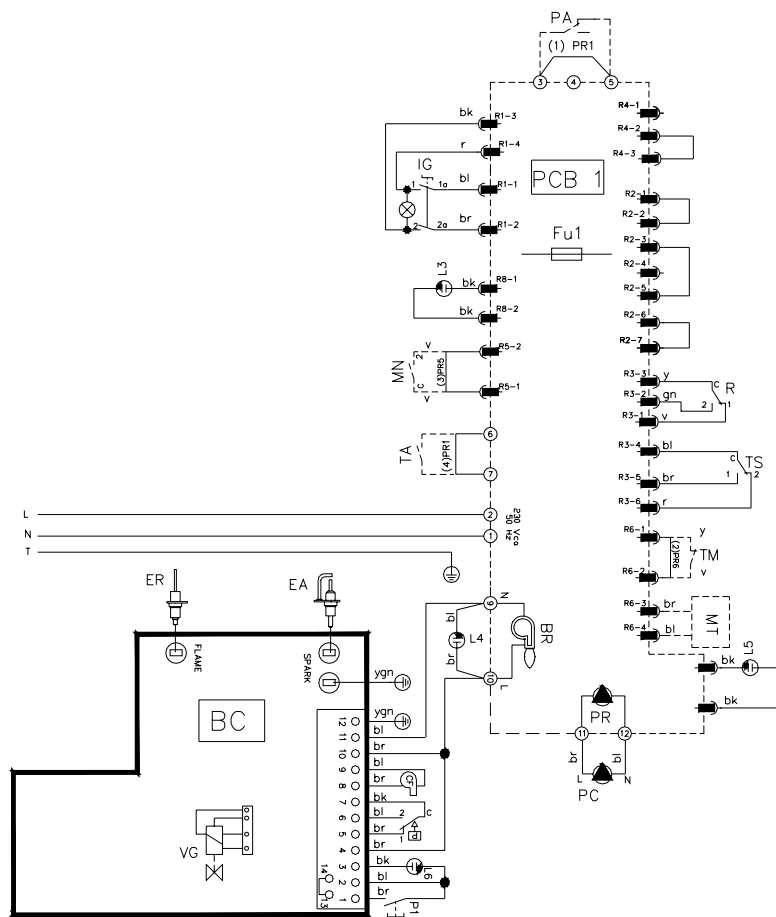 PA
(1) PR1
3
4
5
bk
R1-3
r
R1-4
IG
1
1a
bl
R1-1
2
2a
br
R1-2
PCB 1
Fu1
L3
bk
R8-1
bk
R8-2
MN
2
v
R5-2
(3)PR5
c
v
R5-1
TA
(4)PR1
6
7
L
2
N
1
T
230 Vca
50 Hz
R4-1
R4-2
R4-3
R2-1
R2-2
R2-3
R2-4
R2-5
R2-6
R2-7
R3-3
y
c
R
R3-2
gn
2
1
R3-1
v
R3-4
bl
c
TS
R3-5
br
1
2
R3-6
r
R6-1
y
(2)PR6
TM
R6-2
v
R6-3
br
MT
R6-4
bl
bk
L5
bk
ER
EA
FLAME
SPARK
ygn
9
N
bl
L4
br
BR
10
L
BC
VG
12
ygn
11
bl
10
br
9
bl
8
br
CF
7
bk
6
bl
2
c
5
br
1
P
4
br
3
bk
L6
2
bl
1
br
P1
14
13
PR
11
12
br
bl
L
N
PC